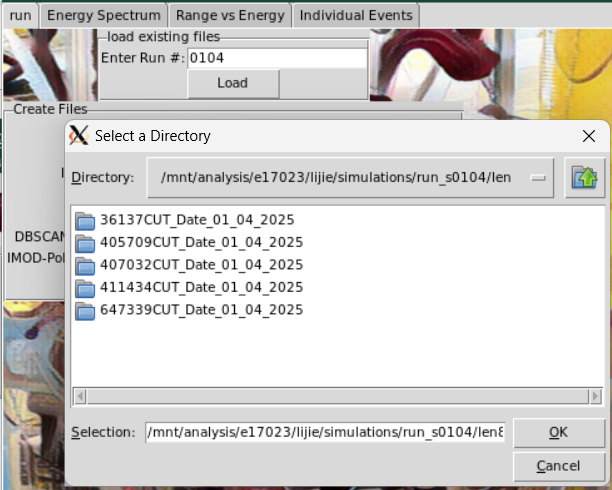 run Energy Spectrum Range vs Energy Individual Events
load existing files
Enter Run #: 0104
Load
Create Files
Select a Directory
Directory: /mnt/analysis/e17023/lijie/simulations/run_s0104/len
36137CUT_Date_01_04_2025
405709CUT_Date_01_04_2025
407032CUT_Date_01_04_2025
411434CUT_Date_01_04_2025
647339CUT_Date_01_04_2025
DBSCAN
IMOD-Pol
Selection: /mnt/analysis/e17023/lijie/simulations/run_s0104/len8
OK
Cancel